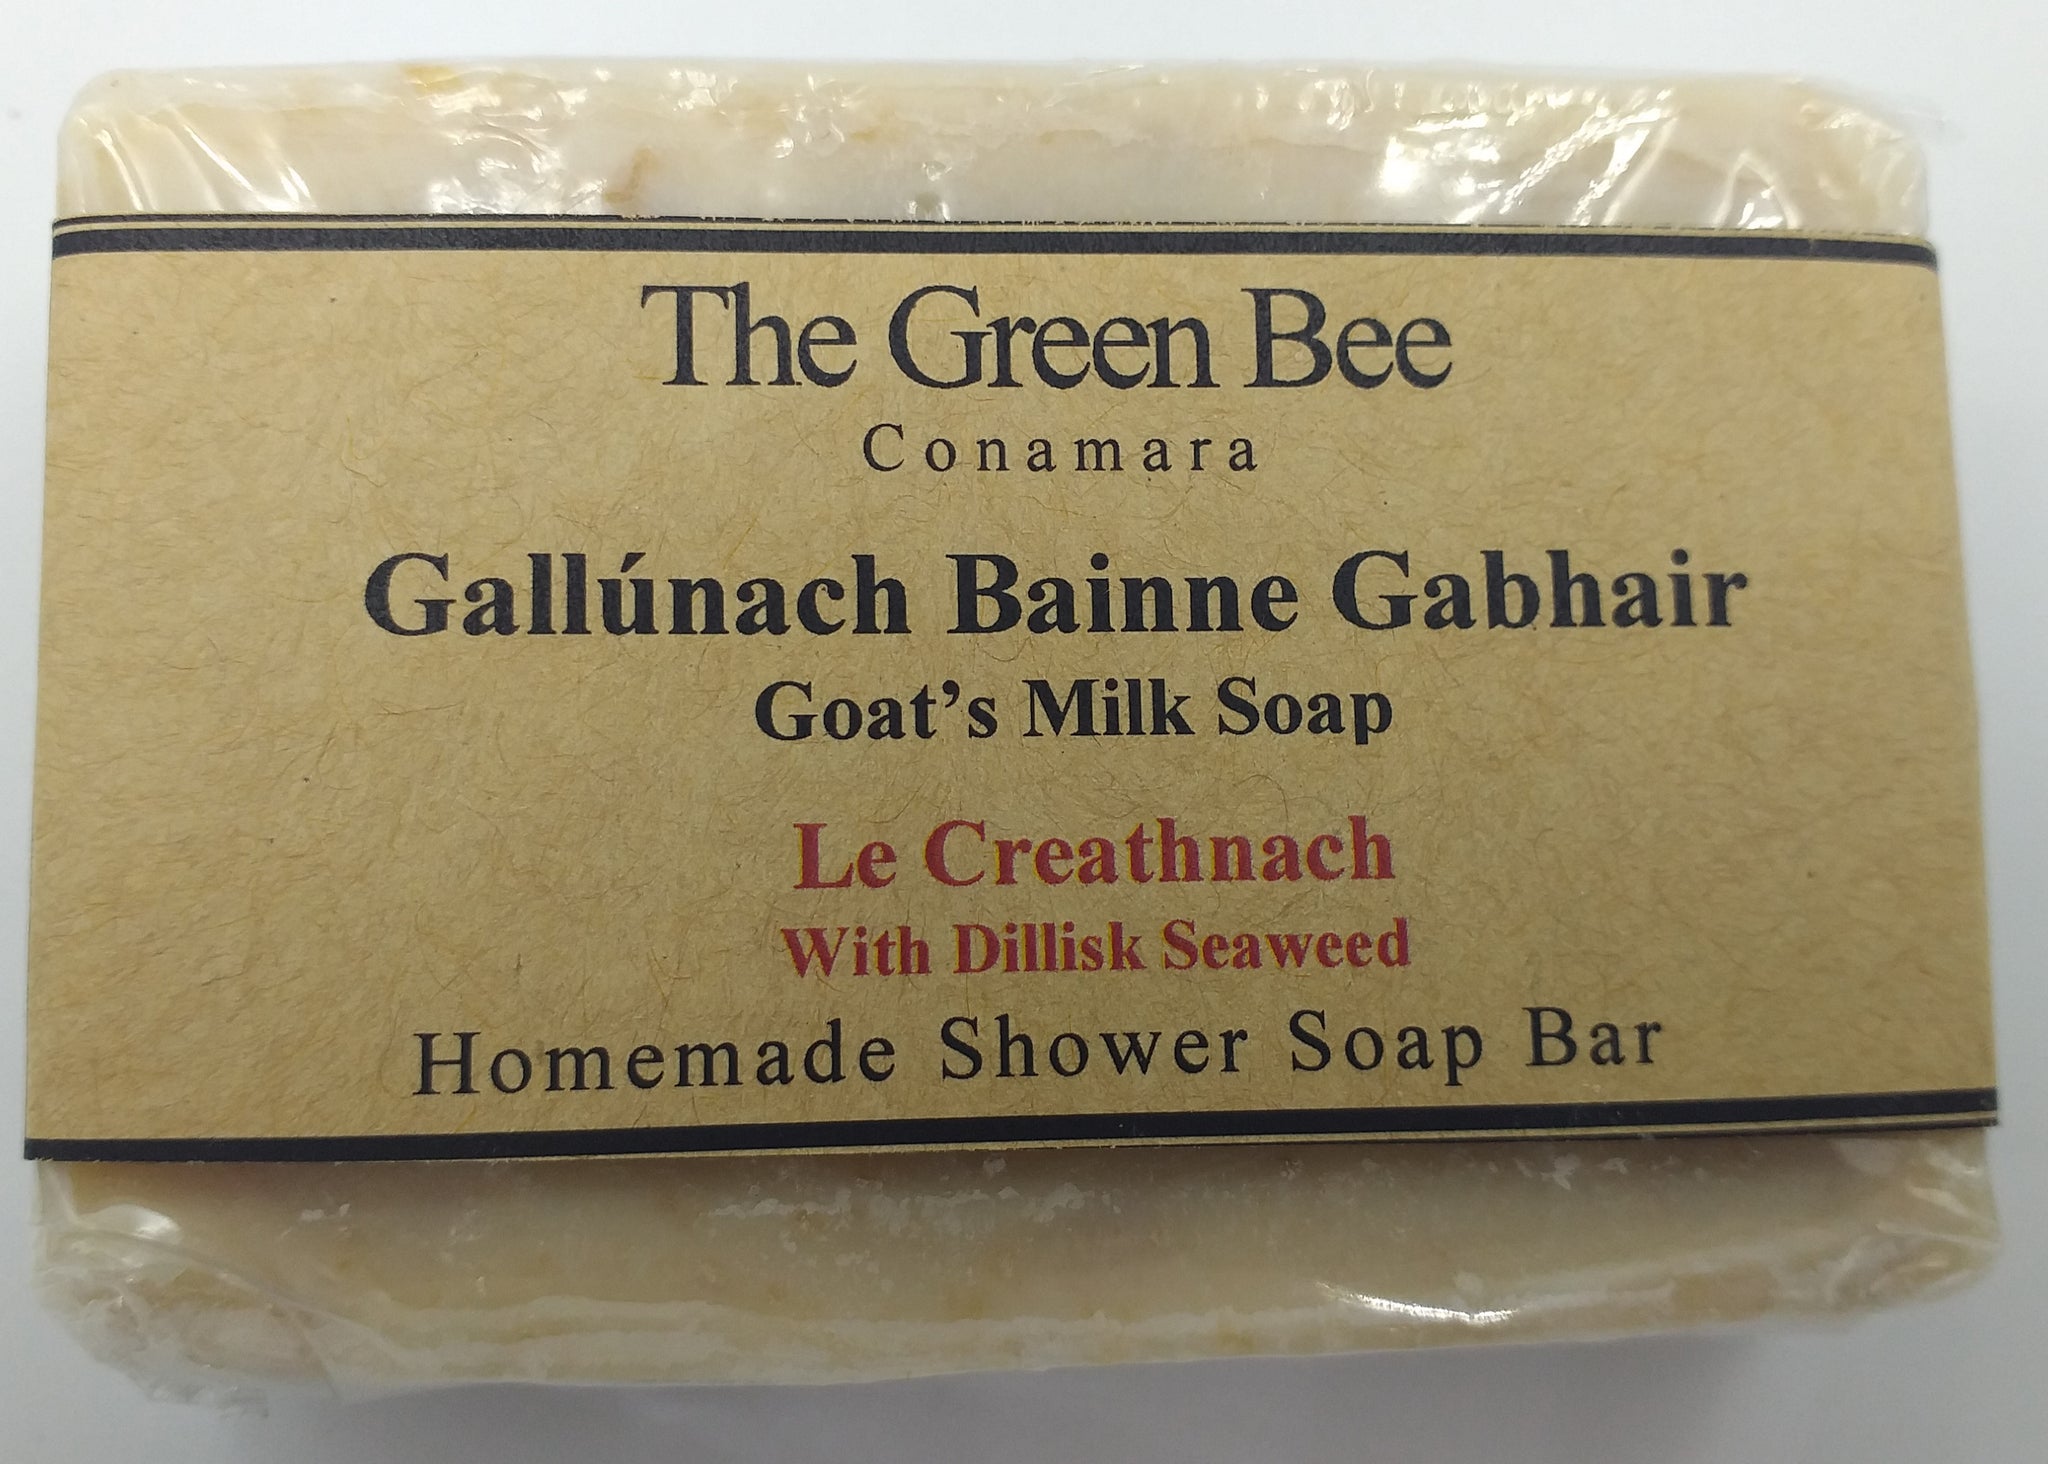 The Green Bee
Conamara
Gallúnach Bainne Gabhair
Goat’s Milk Soap
Le Creathnach
With Dillisk Seaweed
Homemade Shower Soap Bar